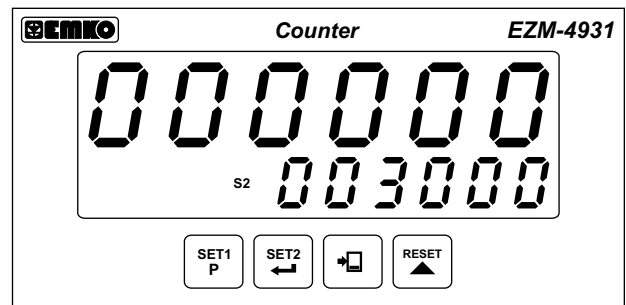 EMKO Counter EZM-4931
000000
S2 003000
SET1 SET2 RESET
P